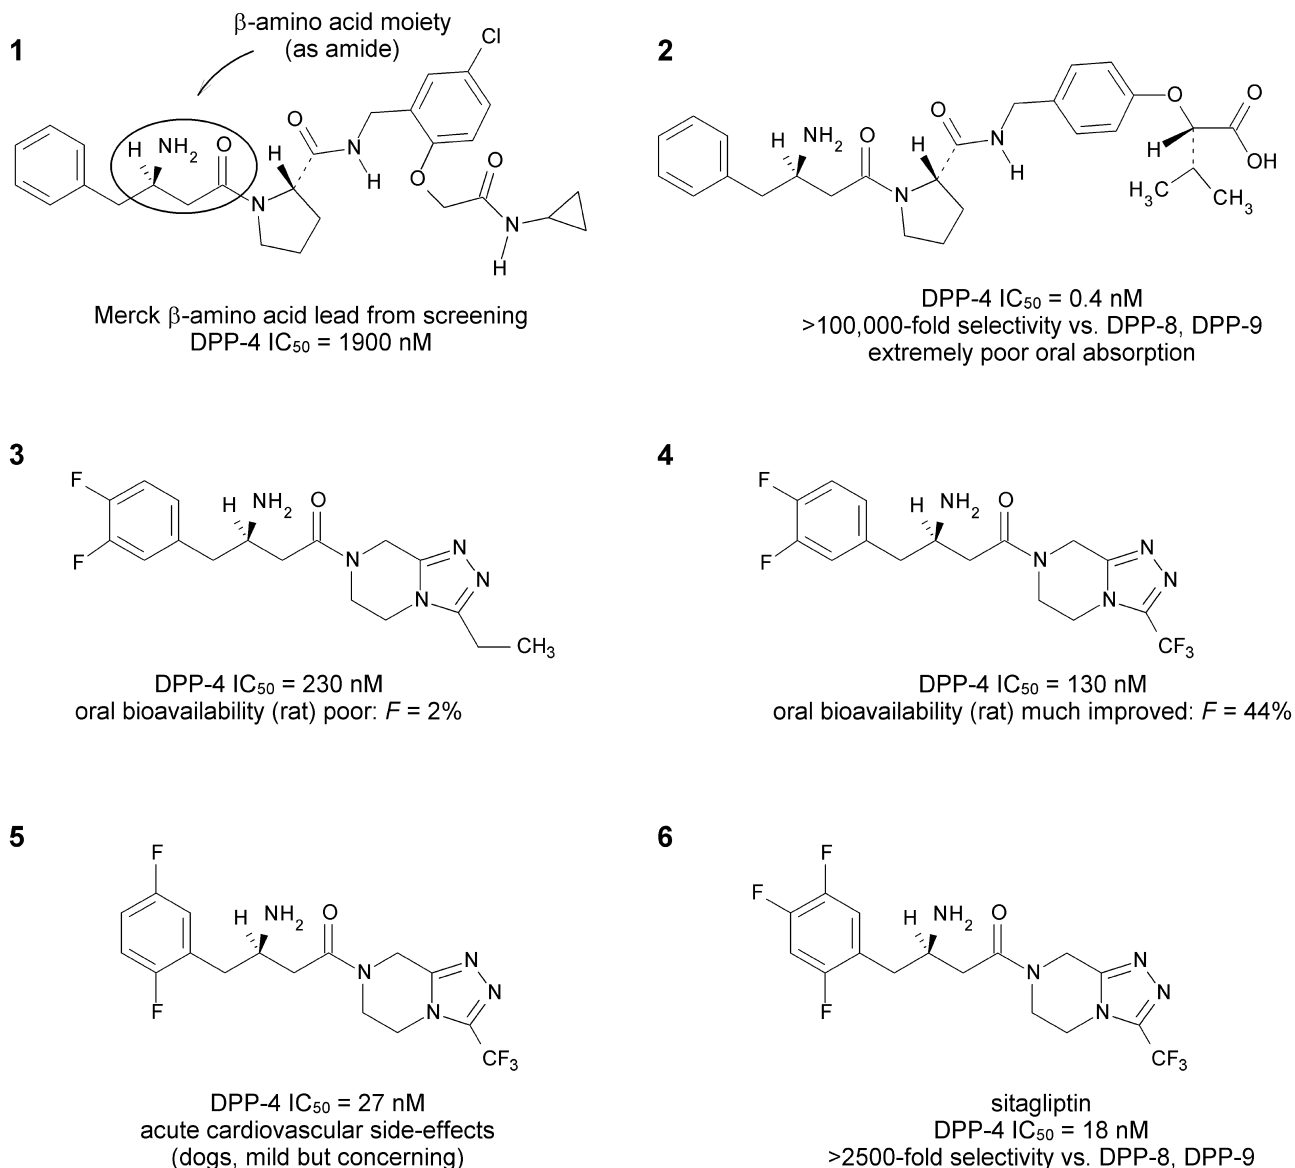 β-amino acid moiety
(as amide)
1
Cl
H NH2 O
O
H
N
H
N
O
O
N
H
Merck β-amino acid lead from screening
DPP-4 IC50 = 1900 nM
2
H NH2 O
O
H
N
H
N
O
O
H
OH
H3C
CH3
DPP-4 IC50 = 0.4 nM
>100,000-fold selectivity vs. DPP-8, DPP-9
extremely poor oral absorption
3
F
F
H NH2 O
N
N
N
N
CH3
DPP-4 IC50 = 230 nM
oral bioavailability (rat) poor: F = 2%
4
F
F
H NH2 O
N
N
N
N
CF3
DPP-4 IC50 = 130 nM
oral bioavailability (rat) much improved: F = 44%
5
F
H NH2 O
F
N
N
N
N
CF3
DPP-4 IC50 = 27 nM
acute cardiovascular side-effects
(dogs, mild but concerning)
6
F
F
H NH2 O
F
N
N
N
N
CF3
sitagliptin
DPP-4 IC50 = 18 nM
>2500-fold selectivity vs. DPP-8, DPP-9